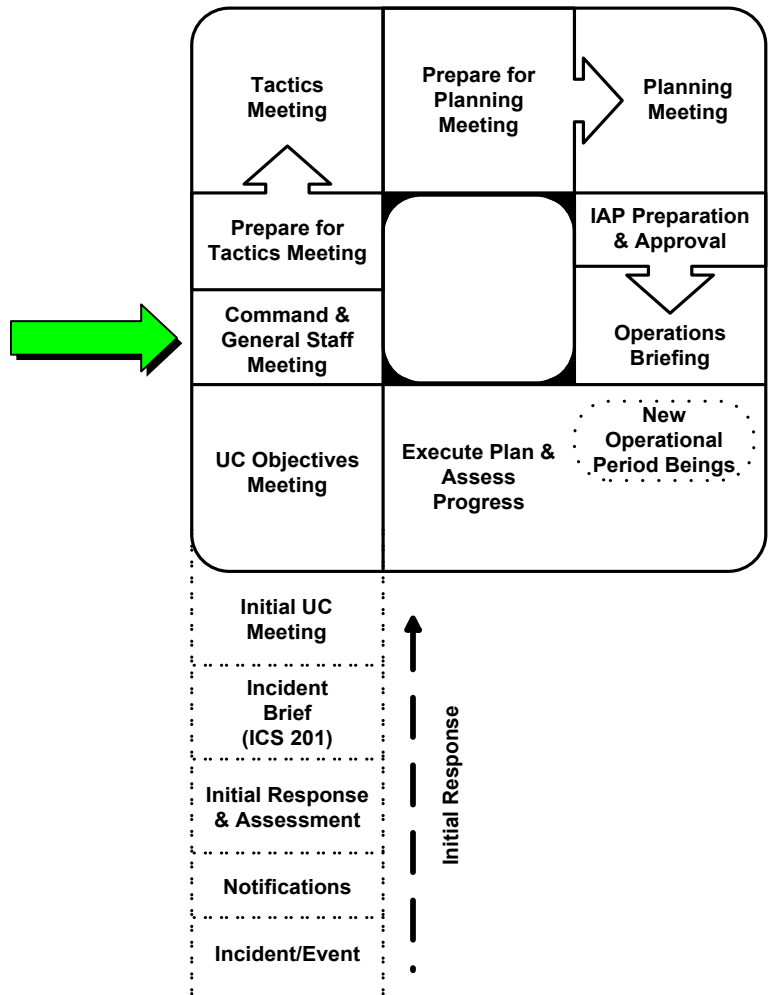 Tactics
Meeting
Prepare for
Planning
Meeting
Planning
Meeting
Prepare for
Tactics Meeting
IAP Preparation
& Approval
Command &
General Staff
Meeting
Operations
Briefing
UC Objectives
Meeting
Execute Plan &
Assess
Progress
New
Operational
Period Beings
Initial UC
Meeting
Incident
Brief
(ICS 201)
Initial Response
& Assessment
Notifications
Incident/Event
Initial Response